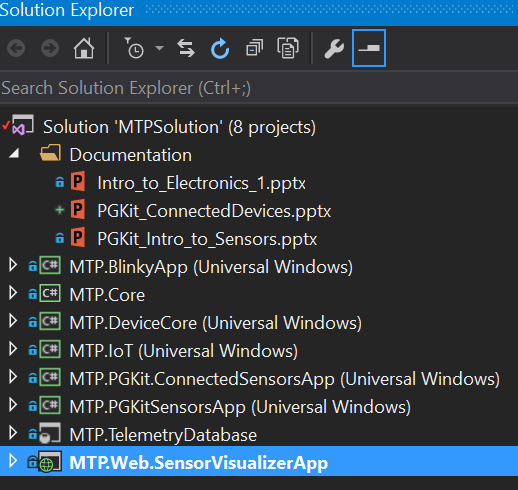 Solution Explorer
Search Solution Explorer (Ctrl+;)
Solution 'MTPSolution' (8 projects)
Documentation
Intro_to_Electronics_1.pptx
PGKit_ConnectedDevices.pptx
PGKit_Intro_to_Sensors.pptx
C# MTP.BlinkyApp (Universal Windows)
C# MTP.Core
C# MTP.DeviceCore (Universal Windows)
C# MTP.IoT (Universal Windows)
C# MTP.PGKit.ConnectedSensorsApp (Universal Windows)
C# MTP.PGKitSensorsApp (Universal Windows)
MTP.TelemetryDatabase
MTP.Web.SensorVisualizerApp